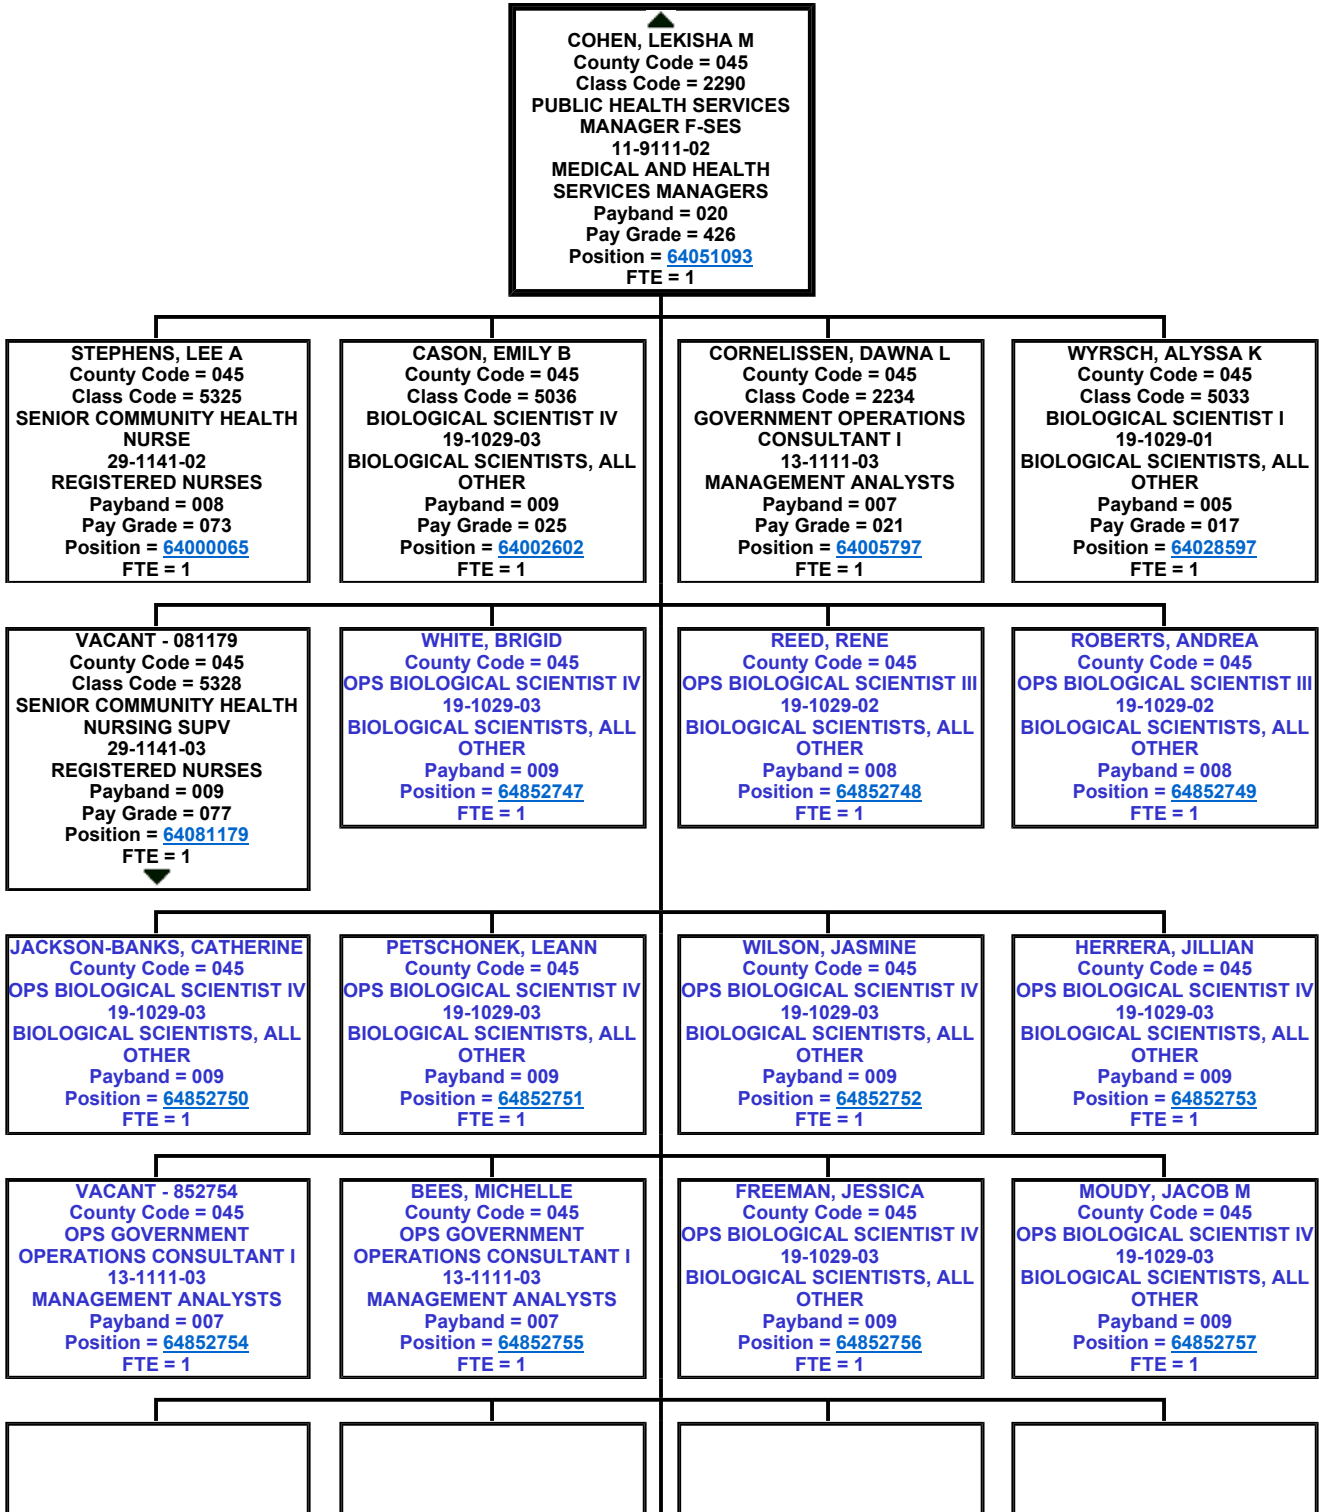 COHEN, LEKISHA M
County Code = 045
Class Code = 2290
PUBLIC HEALTH SERVICES
MANAGER F-SES
11-9111-02
MEDICAL AND HEALTH
SERVICES MANAGERS
Payband = 020
Pay Grade = 426
Position = 64051093
FTE = 1
STEPHENS, LEE A
County Code = 045
Class Code = 5325
SENIOR COMMUNITY HEALTH
NURSE
29-1141-02
REGISTERED NURSES
Payband = 008
Pay Grade = 073
Position = 64000065
FTE = 1
CASON, EMILY B
County Code = 045
Class Code = 5036
BIOLOGICAL SCIENTIST IV
19-1029-03
BIOLOGICAL SCIENTISTS, ALL
OTHER
Payband = 009
Pay Grade = 025
Position = 64002602
FTE = 1
CORNELISSEN, DAWNA L
County Code = 045
Class Code = 2234
GOVERNMENT OPERATIONS
CONSULTANT I
13-1111-03
MANAGEMENT ANALYSTS
Payband = 007
Pay Grade = 021
Position = 64005797
FTE = 1
WYRSCH, ALYSSA K
County Code = 045
Class Code = 5033
BIOLOGICAL SCIENTIST I
19-1029-01
BIOLOGICAL SCIENTISTS, ALL
OTHER
Payband = 005
Pay Grade = 017
Position = 64028597
FTE = 1
VACANT - 081179
County Code = 045
Class Code = 5328
SENIOR COMMUNITY HEALTH
NURSING SUPV
29-1141-03
REGISTERED NURSES
Payband = 009
Pay Grade = 077
Position = 64081179
FTE = 1
WHITE, BRIGID
County Code = 045
OPS BIOLOGICAL SCIENTIST IV
19-1029-03
BIOLOGICAL SCIENTISTS, ALL
OTHER
Payband = 009
Position = 64852747
FTE = 1
REED, RENE
County Code = 045
OPS BIOLOGICAL SCIENTIST III
19-1029-02
BIOLOGICAL SCIENTISTS, ALL
OTHER
Payband = 008
Position = 64852748
FTE = 1
ROBERTS, ANDREA
County Code = 045
OPS BIOLOGICAL SCIENTIST III
19-1029-02
BIOLOGICAL SCIENTISTS, ALL
OTHER
Payband = 008
Position = 64852749
FTE = 1
JACKSON-BANKS, CATHERINE
County Code = 045
OPS BIOLOGICAL SCIENTIST IV
19-1029-03
BIOLOGICAL SCIENTISTS, ALL
OTHER
Payband = 009
Position = 64852750
FTE = 1
PETSCHONEK, LEANN
County Code = 045
OPS BIOLOGICAL SCIENTIST IV
19-1029-03
BIOLOGICAL SCIENTISTS, ALL
OTHER
Payband = 009
Position = 64852751
FTE = 1
WILSON, JASMINE
County Code = 045
OPS BIOLOGICAL SCIENTIST IV
19-1029-03
BIOLOGICAL SCIENTISTS, ALL
OTHER
Payband = 009
Position = 64852752
FTE = 1
HERRERA, JILLIAN
County Code = 045
OPS BIOLOGICAL SCIENTIST IV
19-1029-03
BIOLOGICAL SCIENTISTS, ALL
OTHER
Payband = 009
Position = 64852753
FTE = 1
VACANT - 852754
County Code = 045
OPS GOVERNMENT
OPERATIONS CONSULTANT I
13-1111-03
MANAGEMENT ANALYSTS
Payband = 007
Position = 64852754
FTE = 1
BEES, MICHELLE
County Code = 045
OPS GOVERNMENT
OPERATIONS CONSULTANT I
13-1111-03
MANAGEMENT ANALYSTS
Payband = 007
Position = 64852755
FTE = 1
FREEMAN, JESSICA
County Code = 045
OPS BIOLOGICAL SCIENTIST IV
19-1029-03
BIOLOGICAL SCIENTISTS, ALL
OTHER
Payband = 009
Position = 64852756
FTE = 1
MOUDY, JACOB M
County Code = 045
OPS BIOLOGICAL SCIENTIST IV
19-1029-03
BIOLOGICAL SCIENTISTS, ALL
OTHER
Payband = 009
Position = 64852757
FTE = 1